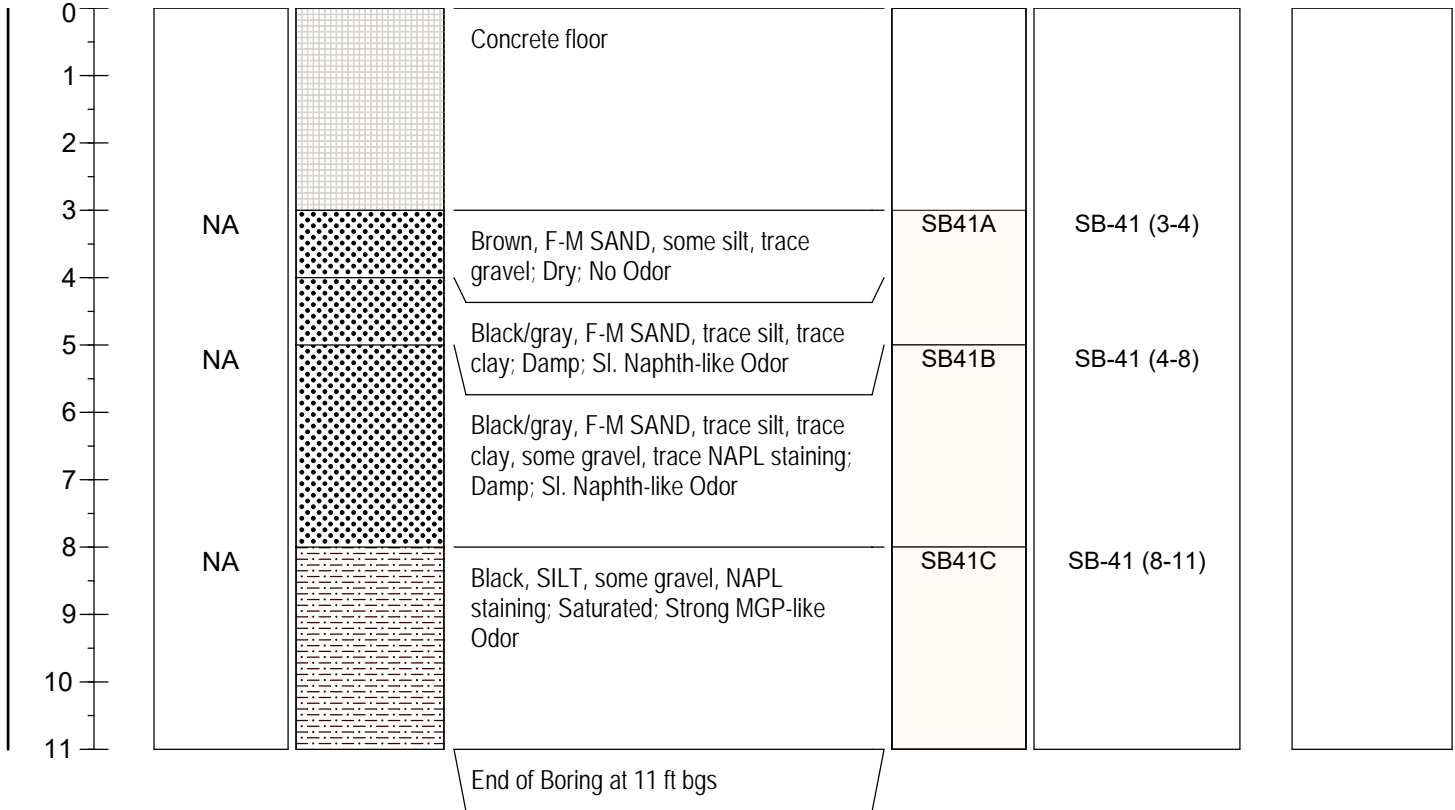 0
Concrete floor
1
2
3
NA
Brown, F-M SAND, some silt, trace
gravel; Dry; No Odor
SB41A
SB-41 (3-4)
4
Black/gray, F-M SAND, trace silt, trace
clay; Damp; Sl. Naphth-like Odor
5
NA
SB41B
SB-41 (4-8)
6
Black/gray, F-M SAND, trace silt, trace
clay, some gravel, trace NAPL staining;
Damp; Sl. Naphth-like Odor
7
8
NA
SB41C
SB-41 (8-11)
Black, SILT, some gravel, NAPL
staining; Saturated; Strong MGP-like
Odor
9
10
11
End of Boring at 11 ft bgs